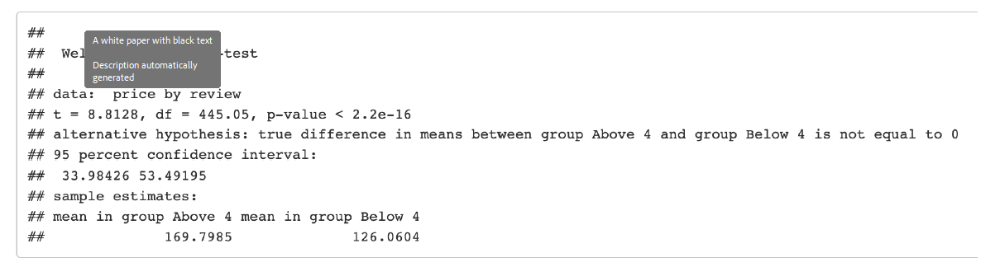 ##
## Wel -test
##
A white paper with black text
Description automatically
generated
## data:  price by review
## t = 8.8128, df = 445.05, p-value < 2.2e-16
## alternative hypothesis: true difference in means between group Above 4 and group Below 4 is not equal to 0
## 95 percent confidence interval:
##  33.98426 53.49195
## sample estimates:
## mean in group Above 4 mean in group Below 4
##              169.7985              126.0604